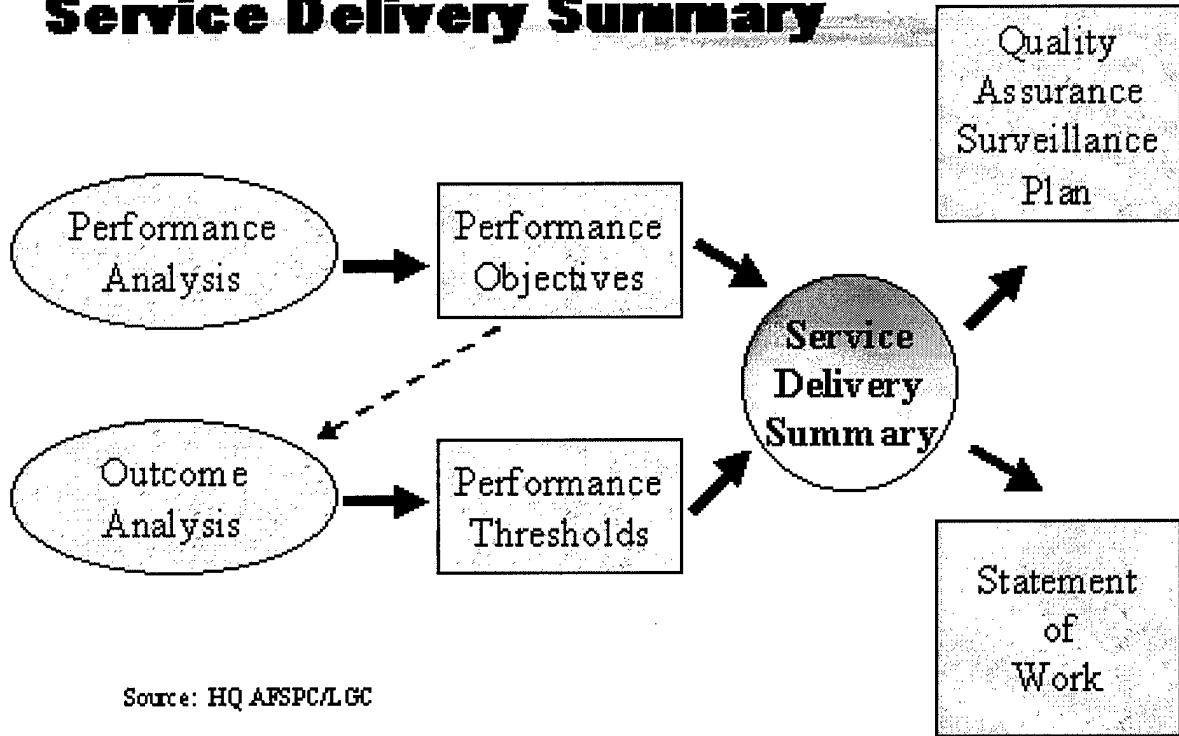 Service Delivery Summary
Quality
Assurance
Surveillance
Plan
Performance
Analysis
Performance
Objectives
Service
Delivery
Summary
Outcome
Analysis
Performance
Thresholds
Statement
of
Work
Source: HQ AFSPC/LGC